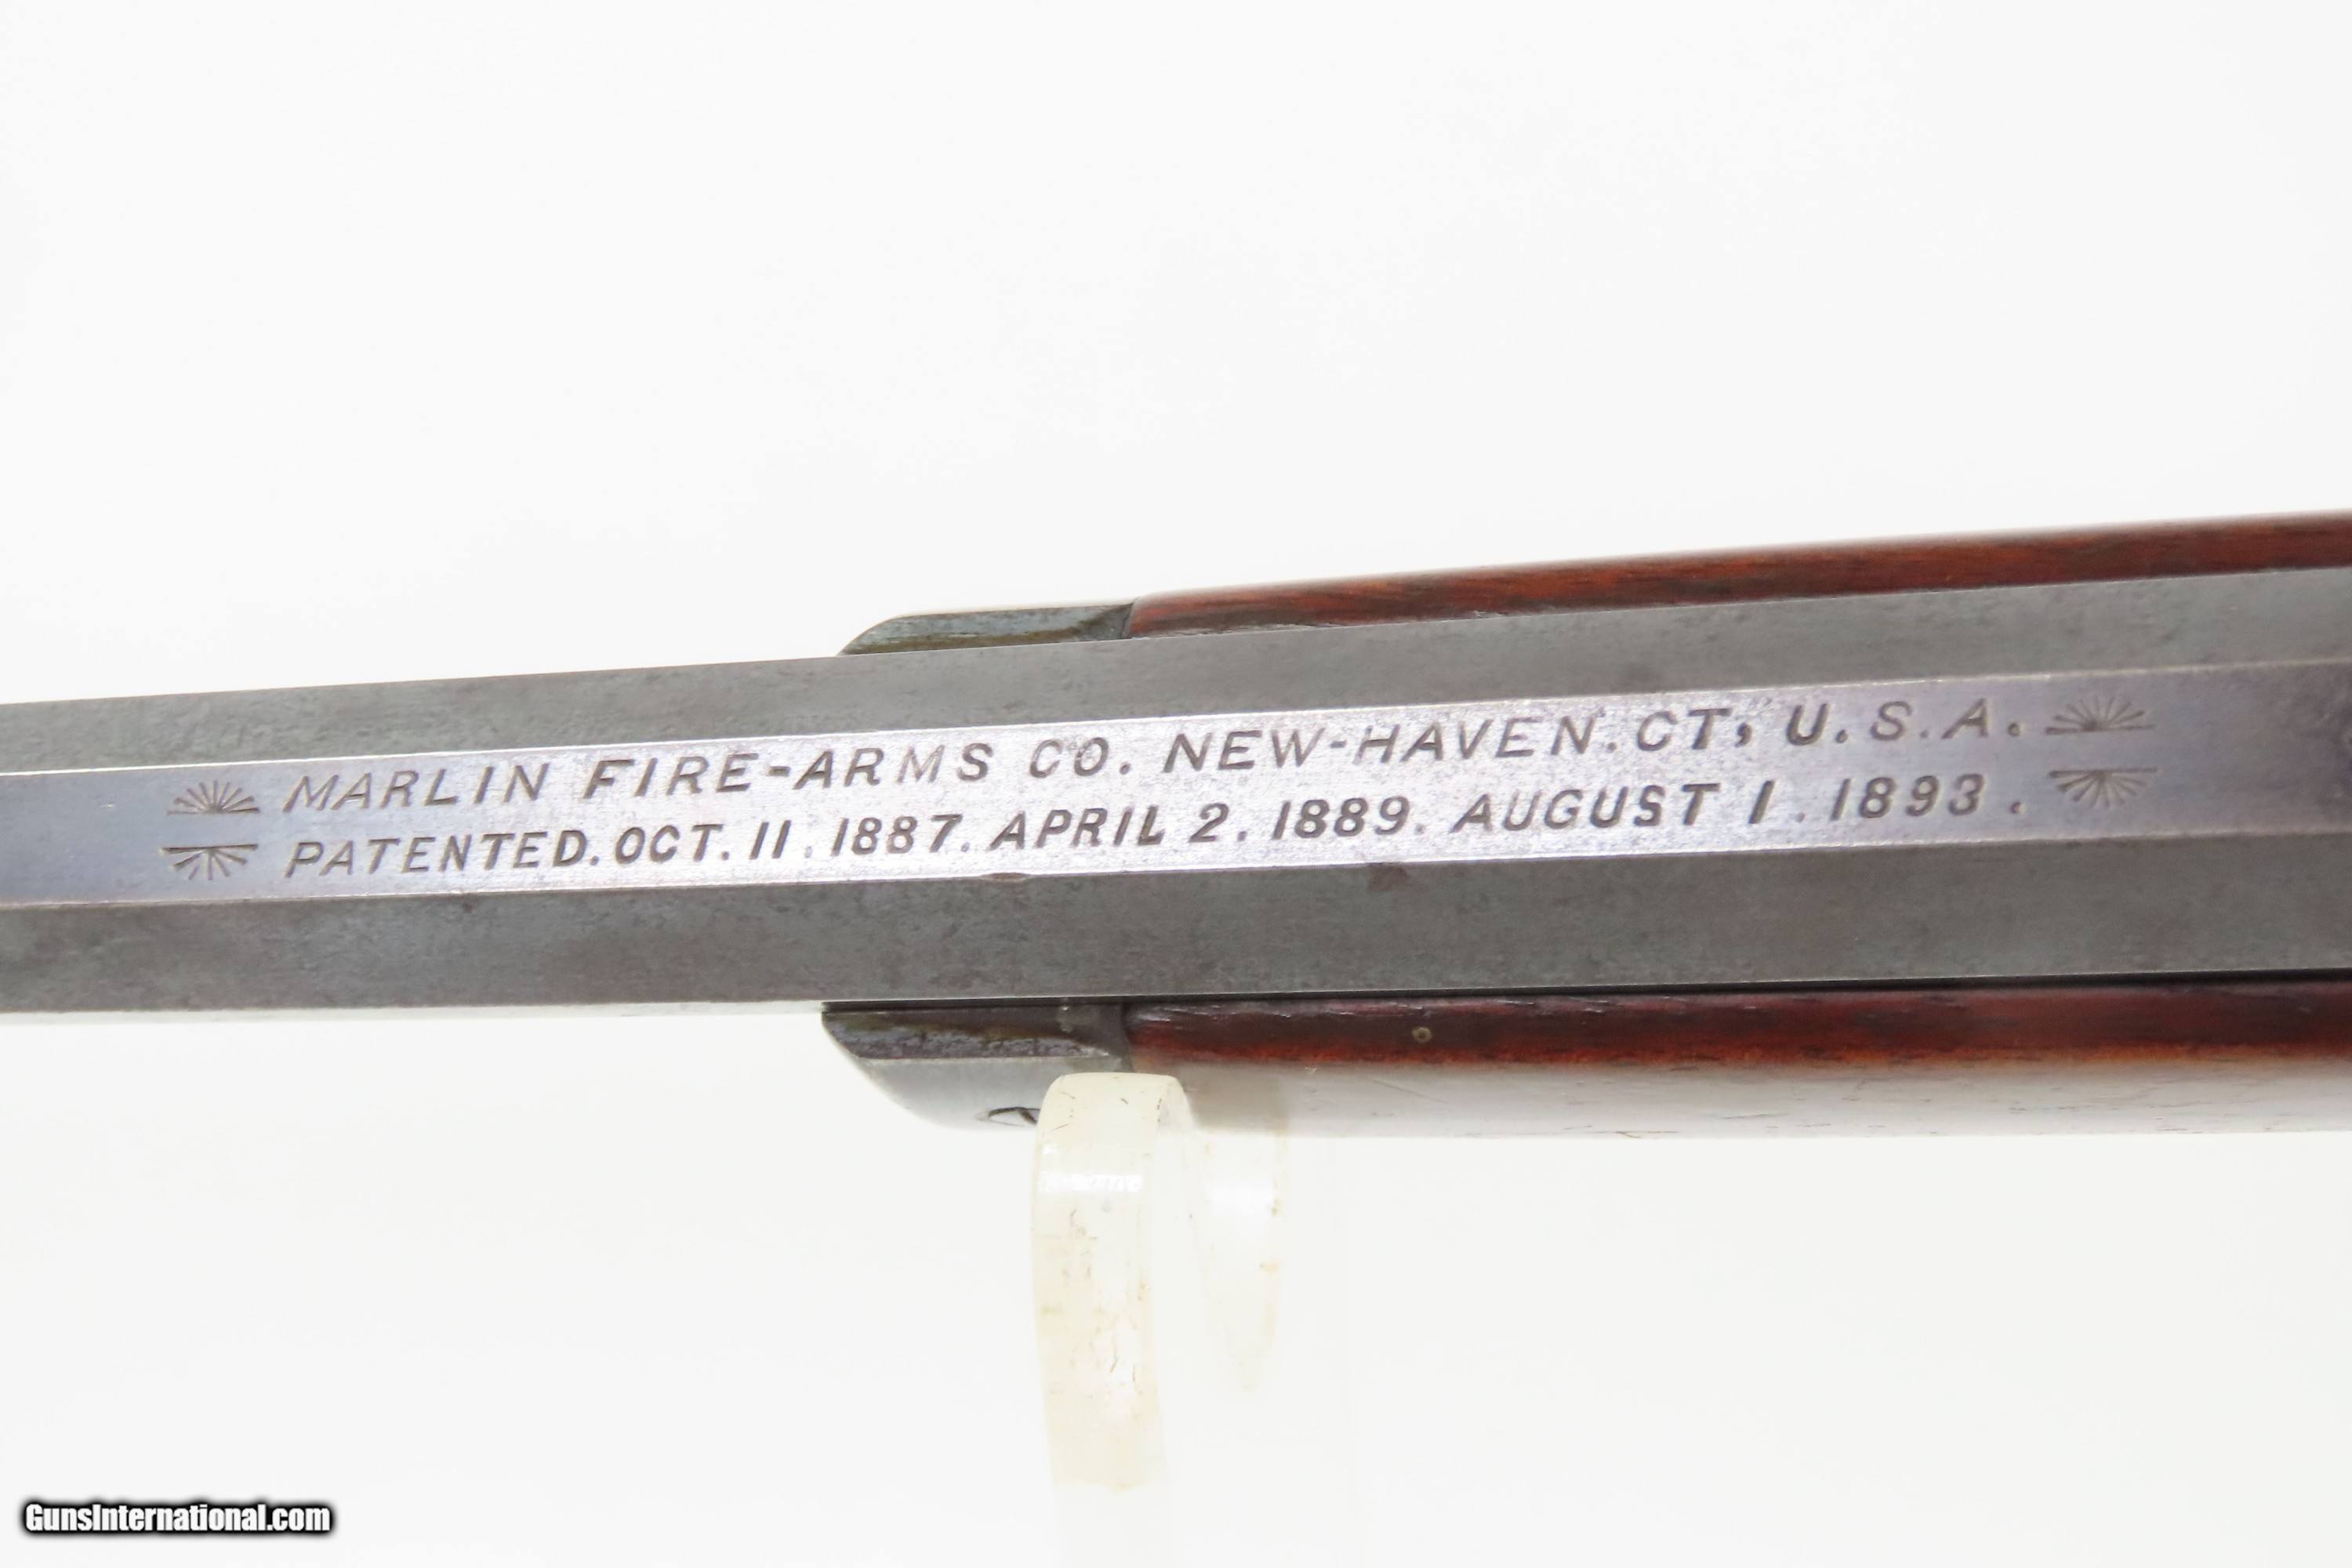 MARLIN FIRE-ARMS CO. NEW-HAVEN. CT, U.S.A.
PATENTED. OCT. 11. 1887. APRIL 2. 1889. AUGUST 1. 1893.
GunsInternational.com